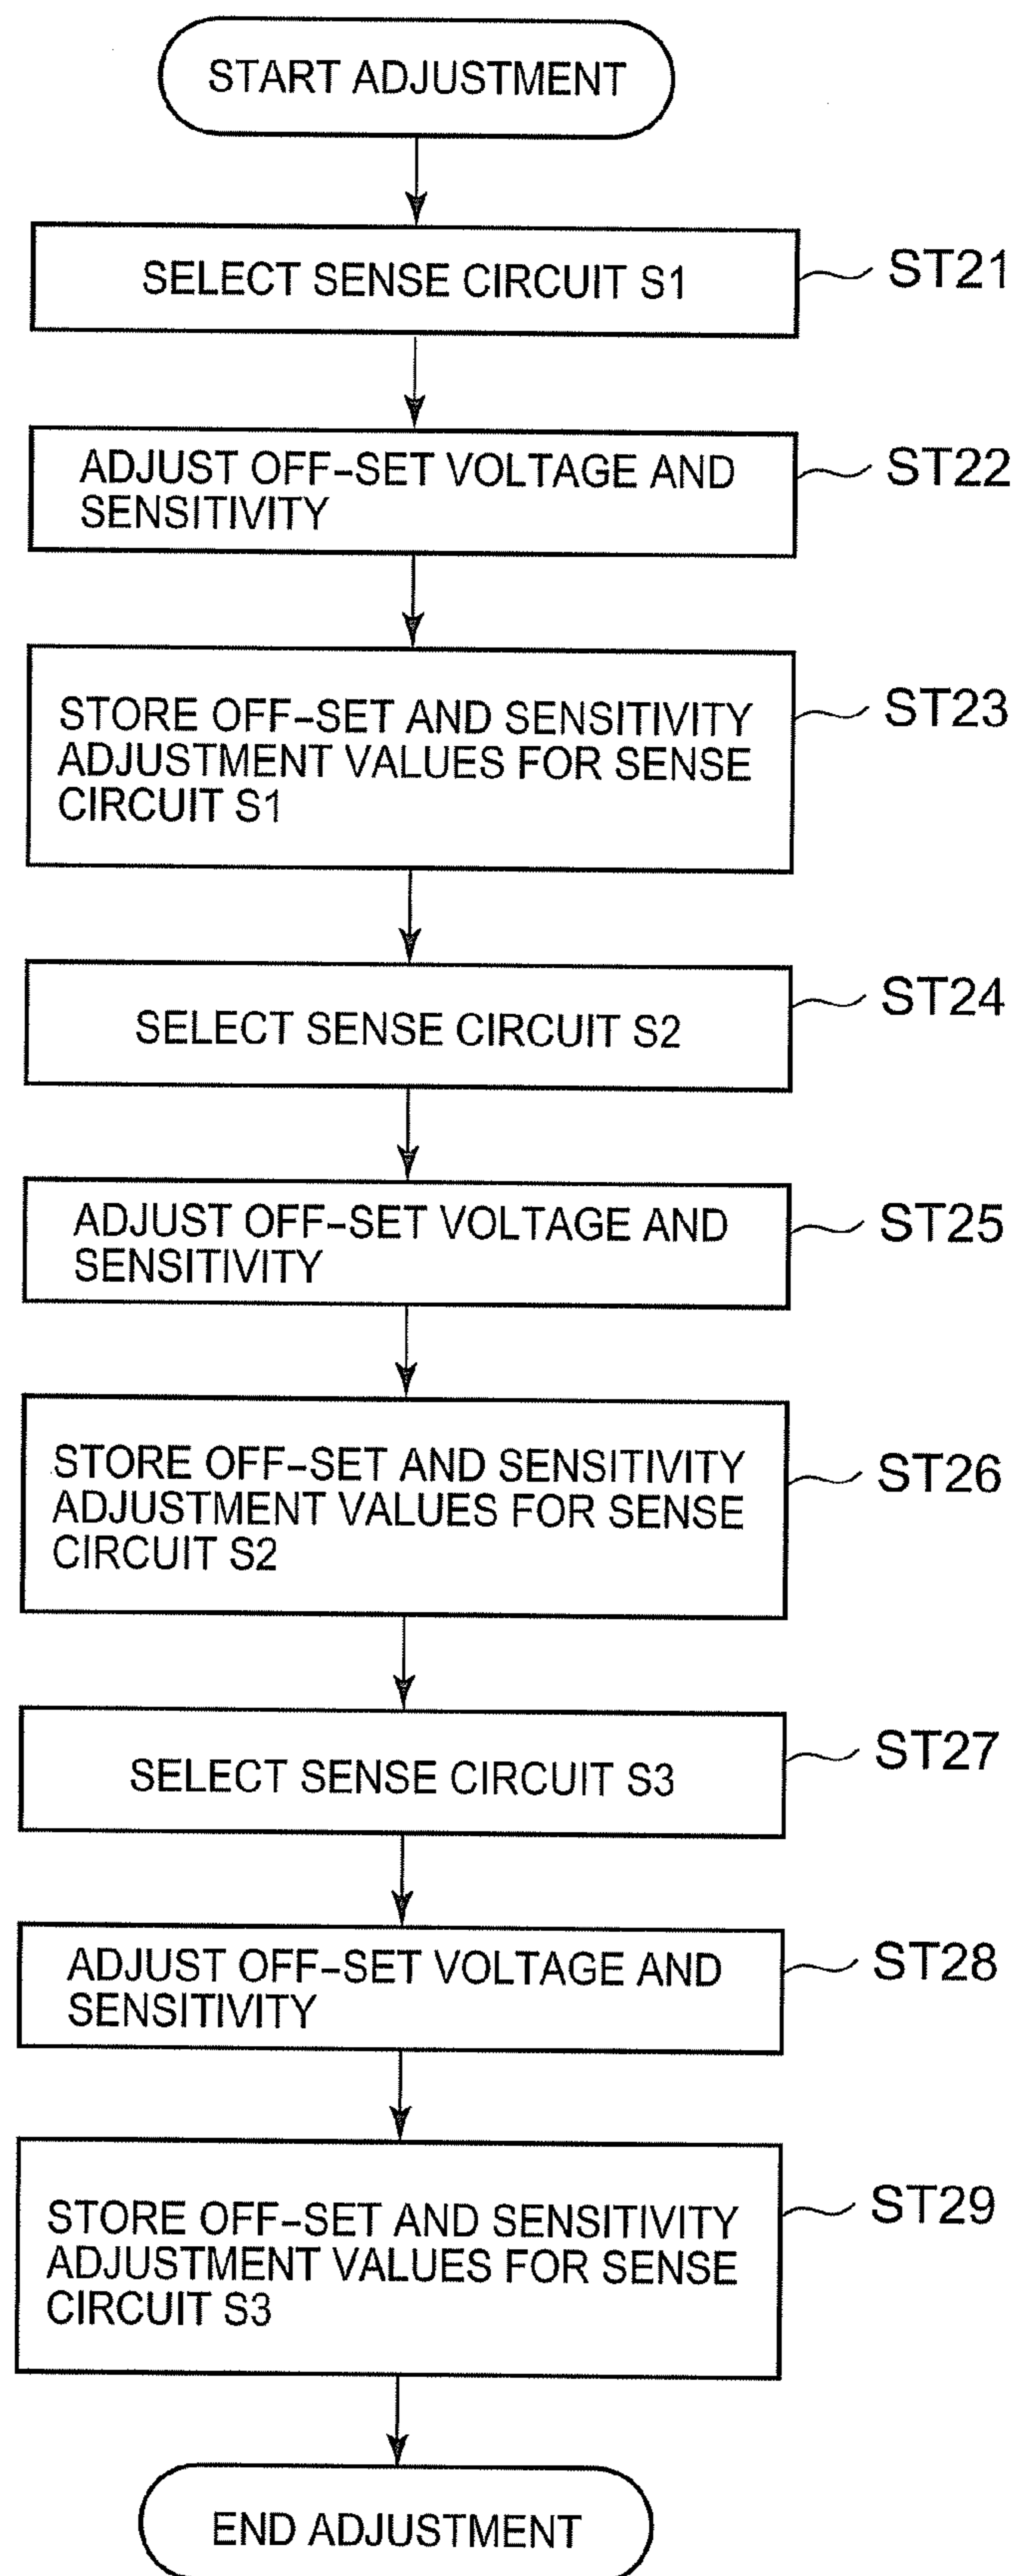 START ADJUSTMENT
SELECT SENSE CIRCUIT S1
ST21
ADJUST OFF-SET VOLTAGE AND
SENSITIVITY
ST22
STORE OFF-SET AND SENSITIVITY
ADJUSTMENT VALUES FOR SENSE
CIRCUIT S1
ST23
SELECT SENSE CIRCUIT S2
ST24
ADJUST OFF-SET VOLTAGE AND
SENSITIVITY
ST25
STORE OFF-SET AND SENSITIVITY
ADJUSTMENT VALUES FOR SENSE
CIRCUIT S2
ST26
SELECT SENSE CIRCUIT S3
ST27
ADJUST OFF-SET VOLTAGE AND
SENSITIVITY
ST28
STORE OFF-SET AND SENSITIVITY
ADJUSTMENT VALUES FOR SENSE
CIRCUIT S3
ST29
END ADJUSTMENT